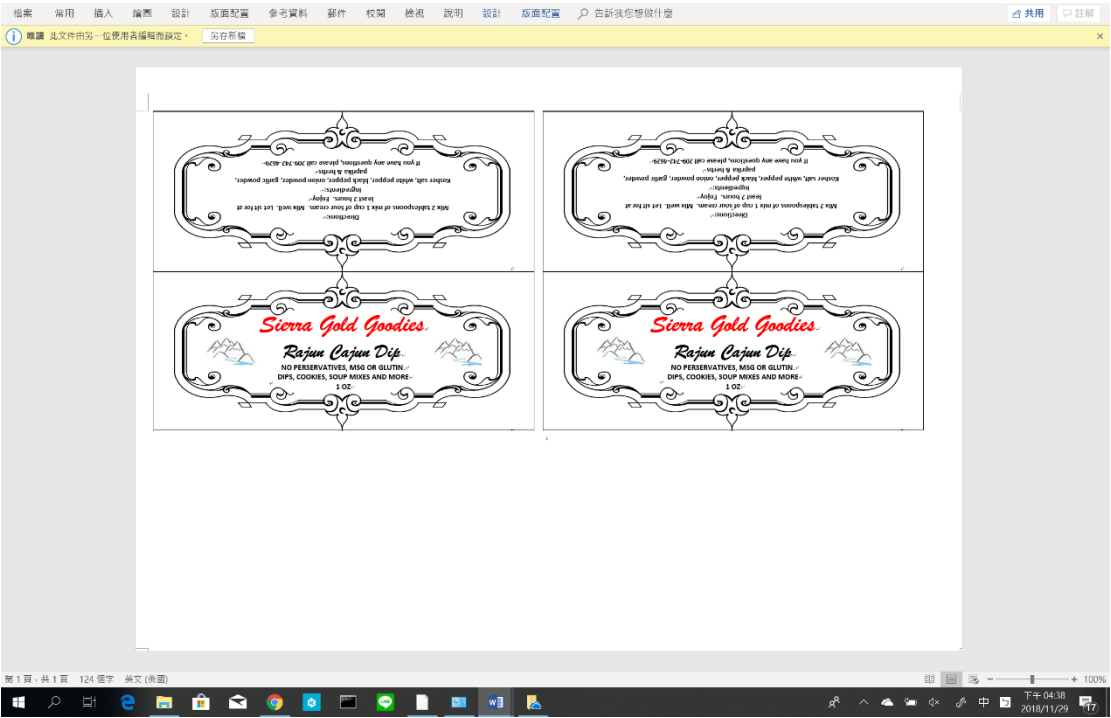 檔案 常用 插入 繪圖 設計 版面配置 參考資料 郵件 校閱 檢視 說明 設計 版面配置 告訴我您想做什麼 共用 註解
唯讀 此文件由另一位使用者編輯而鎖定。 另存新檔
Directions:
Mix 2 tablespoons of mix 1 cup of sour cream. Mix well. Let sit for at
least 2 hours. Enjoy
Ingredients:
Kosher salt, white pepper, black pepper, onion powder, garlic powder,
paprika & herbs
If you have any questions, please call 209-742-4629
Directions:
Mix 2 tablespoons of mix 1 cup of sour cream. Mix well. Let sit for at
least 2 hours. Enjoy
Ingredients:
Kosher salt, white pepper, black pepper, onion powder, garlic powder,
paprika & herbs
If you have any questions, please call 209-742-4629
Sierra Gold Goodies
Rajun Cajun Dip
NO PERSERVATIVES, MSG OR GLUTIN.
DIPS, COOKIES, SOUP MIXES AND MORE
1 OZ
Sierra Gold Goodies
Rajun Cajun Dip
NO PERSERVATIVES, MSG OR GLUTIN.
DIPS, COOKIES, SOUP MIXES AND MORE
1 OZ
第 1 頁，共 1 頁 124 個字 英文 (美國) 100%
中 下午 04:38
2018/11/29 17